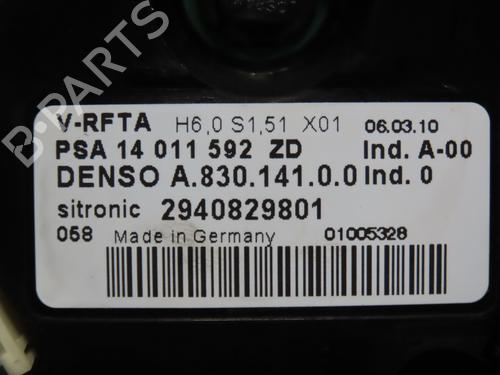 B-PARTS
V-RFTA H6,0 S1,51 X01 06.03.10
PSA 14 011 592 ZD Ind. A-00
DENSO A.830.141.0.0 Ind. 0
sitronic 2940829801
058 Made in Germany 01005328